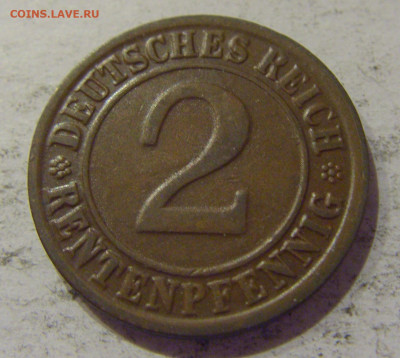 COINS.LAVE.RU
DEUTSCHES REICH
2
RENTENPFENNIG